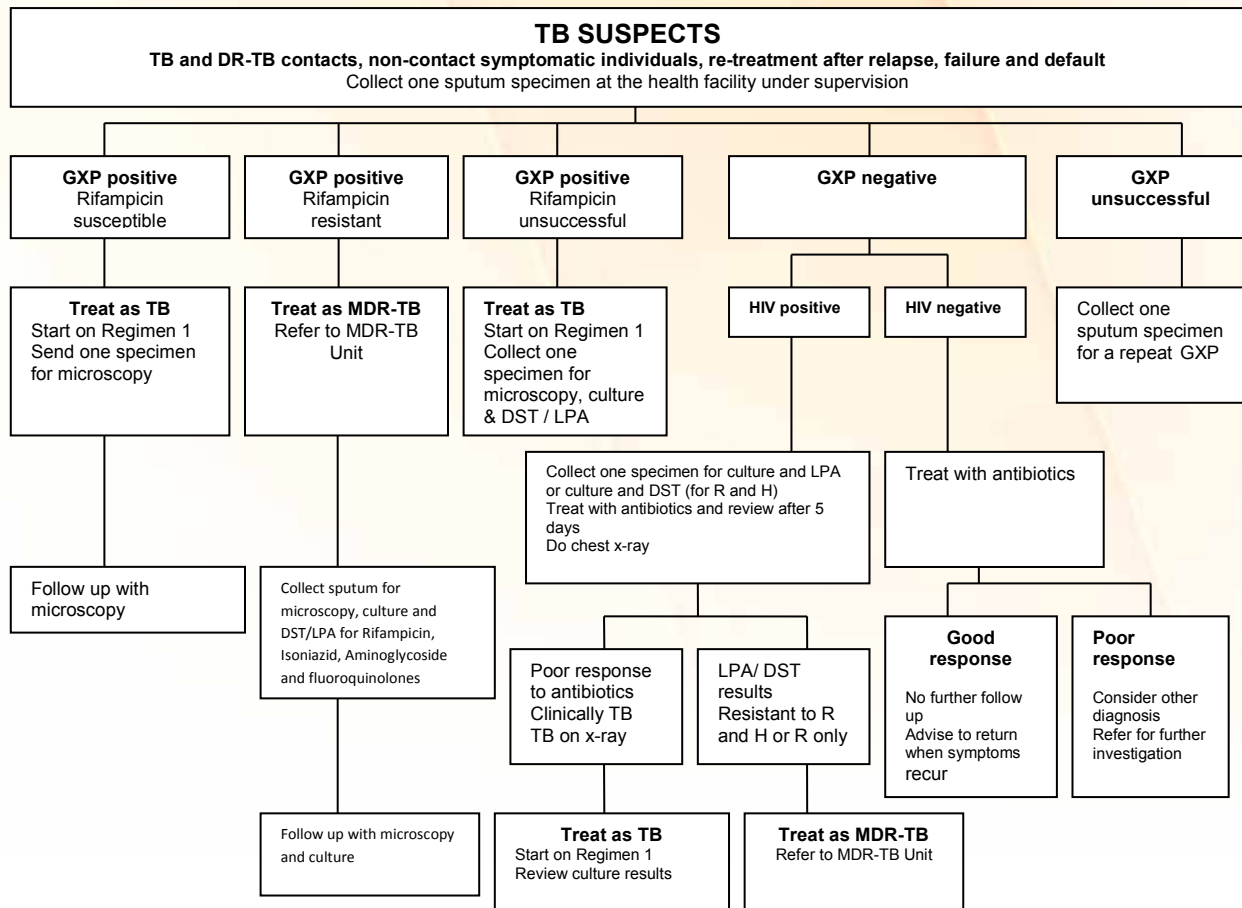 TB SUSPECTS
TB and DR-TB contacts, non-contact symptomatic individuals, re-treatment after relapse, failure and default
Collect one sputum specimen at the health facility under supervision
GXP positive
Rifampicin
susceptible
GXP positive
Rifampicin
resistant
GXP positive
Rifampicin
unsuccessful
GXP negative
GXP
unsuccessful
Treat as TB
Start on Regimen 1
Send one specimen
for microscopy
Treat as MDR-TB
Refer to MDR-TB
Unit
Treat as TB
Start on Regimen 1
Collect one
specimen for
microscopy, culture
& DST / LPA
HIV positive
HIV negative
Collect one
sputum specimen
for a repeat GXP
Collect one specimen for culture and LPA
or culture and DST (for R and H)
Treat with antibiotics and review after 5
days
Do chest x-ray
Treat with antibiotics
Follow up with
microscopy
Collect sputum for
microscopy, culture and
DST/LPA for Rifampicin,
Isoniazid, Aminoglycoside
and fluoroquinolones
Poor response
to antibiotics
Clinically TB
TB on x-ray
LPA/ DST
results
Resistant to R
and H or R only
Good
response
No further follow
up
Advise to return
when symptoms
recur
Poor
response
Consider other
diagnosis
Refer for further
investigation
Follow up with microscopy
and culture
Treat as TB
Start on Regimen 1
Review culture results
Treat as MDR-TB
Refer to MDR-TB Unit